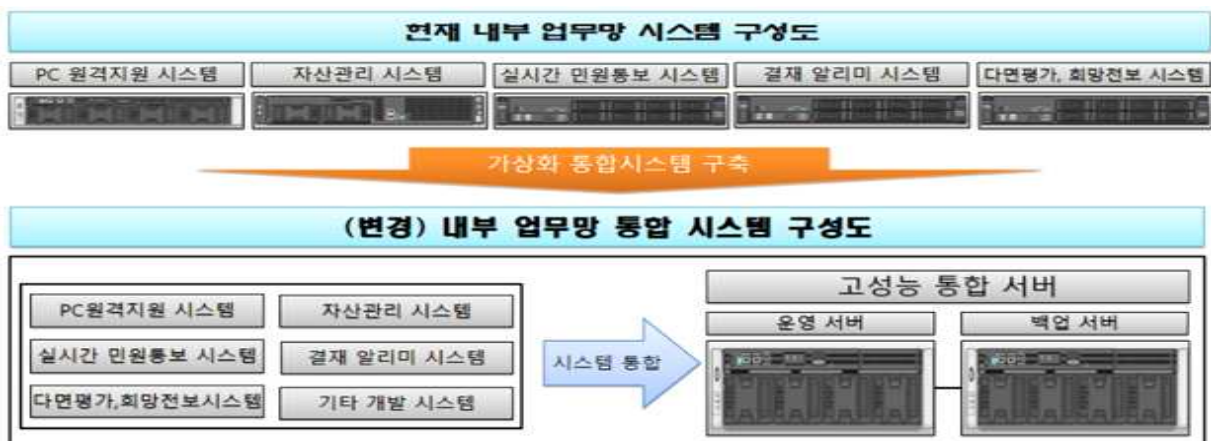 현재 내부 업무망 시스템 구성도
PC 원격지원 시스템
자산관리 시스템
실시간 민원통보 시스템
결재 알리미 시스템
다면평가, 희망전보 시스템
가상화 통합시스템 구축
(변경) 내부 업무망 통합 시스템 구성도
PC원격지원 시스템
자산관리 시스템
실시간 민원통보 시스템
결재 알리미 시스템
다면평가,희망전보시스템
기타 개발 시스템
시스템 통합
고성능 통합 서버
운영 서버
백업 서버